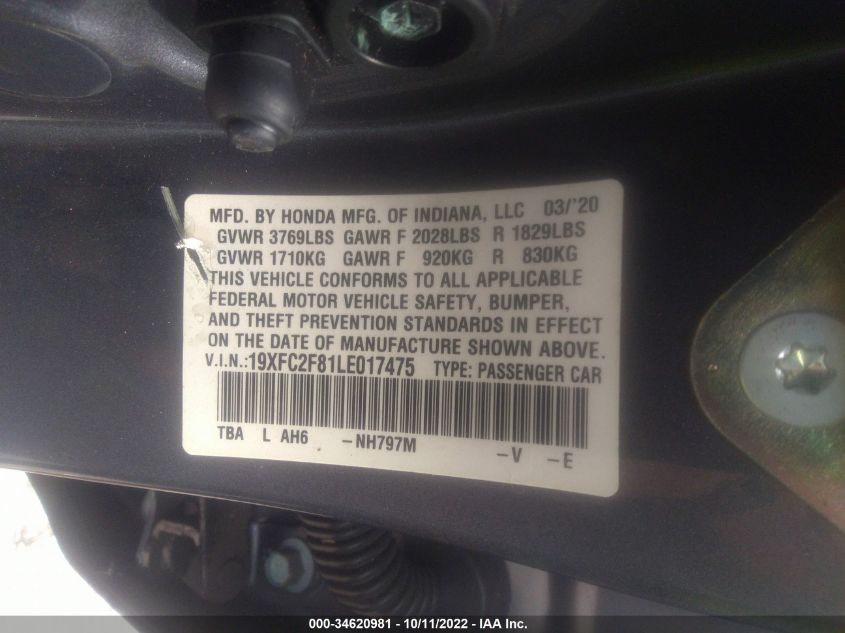 MFD. BY HONDA MFG. OF INDIANA, LLC 03/'20
GVWR 3769LBS GAWR F 2028LBS R 1829LBS
GVWR 1710KG GAWR F 920KG R 830KG
THIS VEHICLE CONFORMS TO ALL APPLICABLE
FEDERAL MOTOR VEHICLE SAFETY, BUMPER,
AND THEFT PREVENTION STANDARDS IN EFFECT
ON THE DATE OF MANUFACTURE SHOWN ABOVE.
V.I.N.:19XFC2F81LE017475 TYPE: PASSENGER CAR
TBA L AH6 -NH797M -V -E
000-34620981 - 10/11/2022 - IAA Inc.